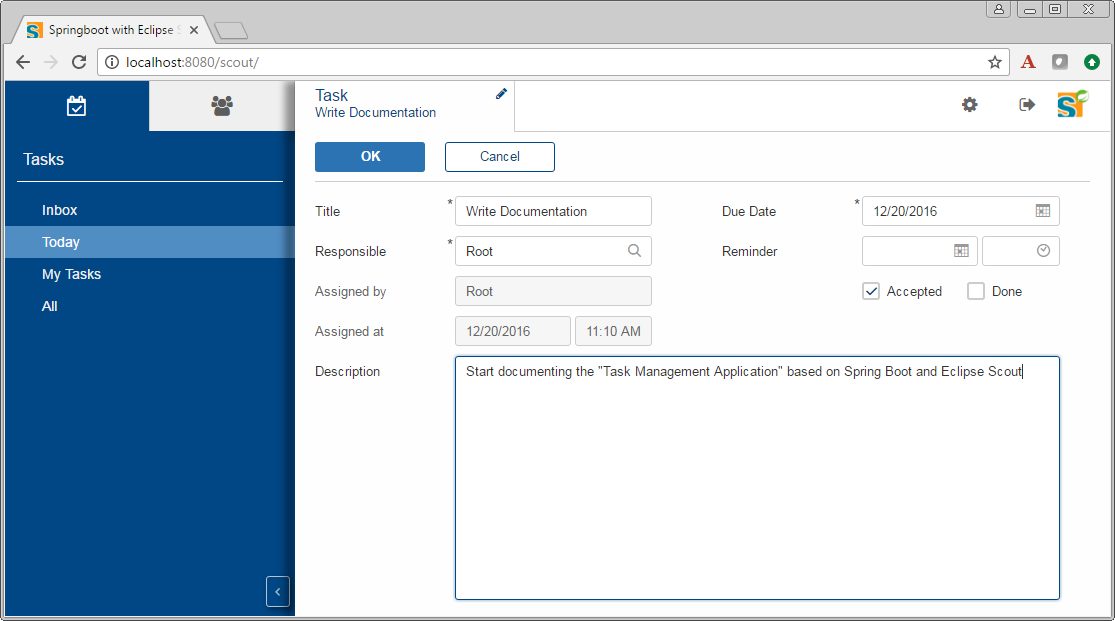 Springboot with Eclipse S
localhost:8080/scout/
Task
Write Documentation
Tasks
Inbox
Today
My Tasks
All
OK
Cancel
Title * Write Documentation
Due Date * 12/20/2016
Responsible * Root
Reminder
Assigned by Root
Accepted Done
Assigned at 12/20/2016 11:10 AM
Description Start documenting the "Task Management Application" based on Spring Boot and Eclipse Scout